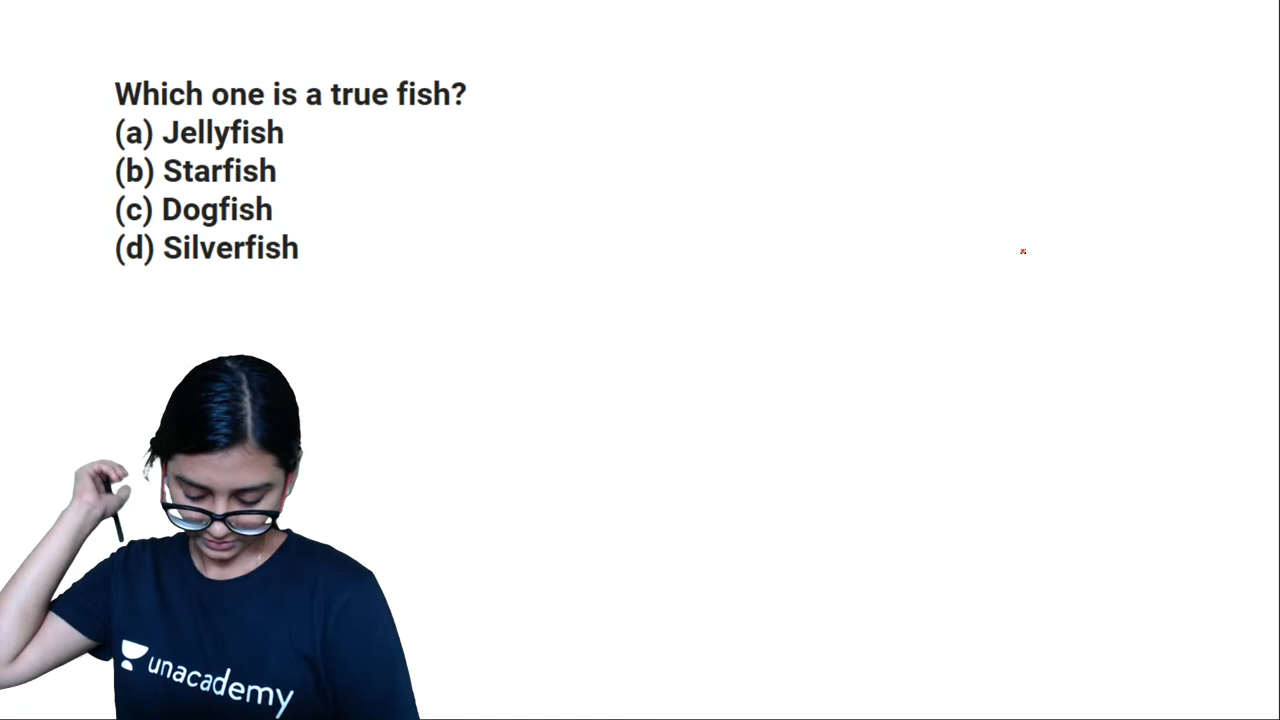 Which one is a true fish?
(a) Jellyfish
(b) Starfish
(c) Dogfish
(d) Silverfish
unacademy